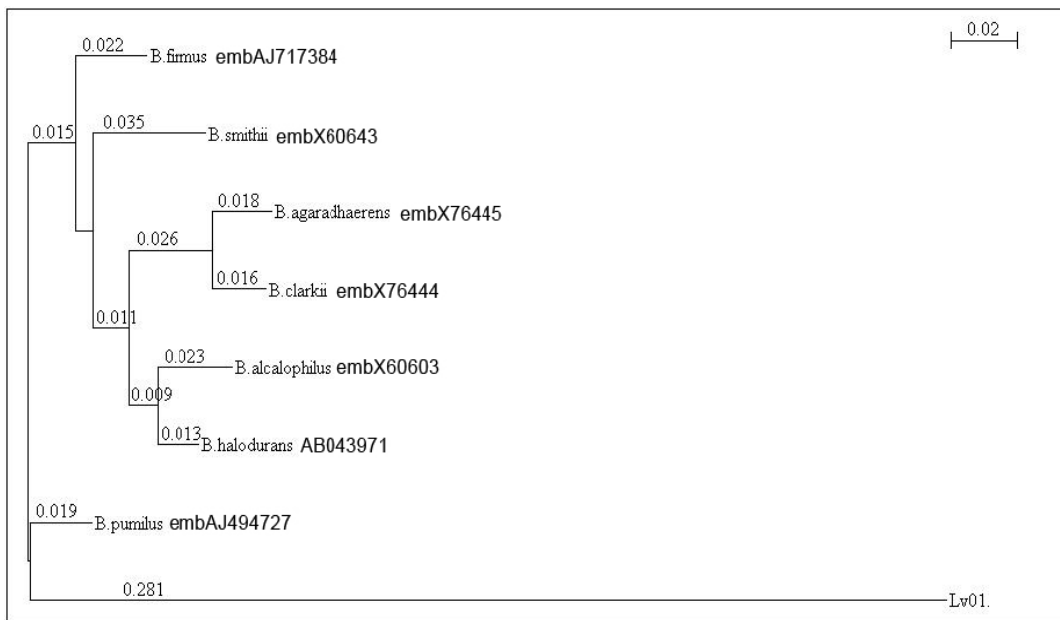 0.02
0.022
B.firmus embAJ717384
0.015
0.035
B.smithii embX60643
0.018
B.agaradhaerens embX76445
0.026
0.016
B.clarkii embX76444
0.011
0.023
B.alcalophilus embX60603
0.009
0.013
B.halodurans AB043971
0.019
B.pumilus embAJ494727
0.281
Lv01.